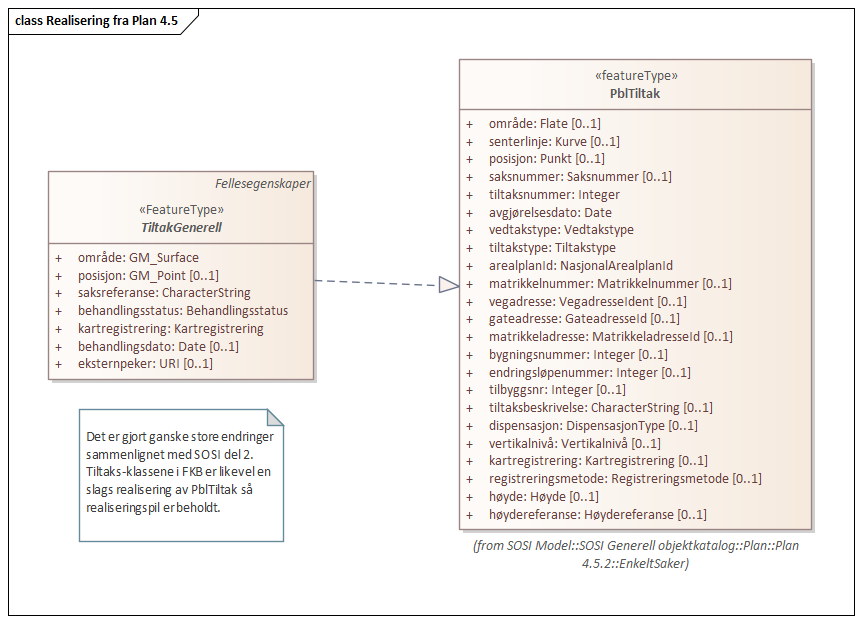 class Realisering fra Plan 4.5
Fellesegenskaper
«FeatureType»
TiltakGenerell
+ område: GM_Surface
+ posisjon: GM_Point [0..1]
+ saksreferanse: CharacterString
+ behandlingsstatus: Behandlingsstatus
+ kartregistrering: Kartregistrering
+ behandlingsdato: Date [0..1]
+ eksternpeker: URI [0..1]
Det er gjort ganske store endringer
sammenlignet med SOSI del 2.
Tiltaks-klassene i FKB er likevel en
slags realisering av PblTiltak så
realiseringspil er beholdt.
«featureType»
PblTiltak
+ område: Flate [0..1]
+ senterlinje: Kurve [0..1]
+ posisjon: Punkt [0..1]
+ saksnummer: Saksnummer [0..1]
+ tiltaksnummer: Integer
+ avgjørelsesdato: Date
+ vedtakstype: Vedtakstype
+ tiltakstype: Tiltakstype
+ arealplanId: NasjonalArealplanId
+ matrikkelnummer: Matrikkelnummer [0..1]
+ vegadresse: VegadresseIdent [0..1]
+ gateadresse: GateadresseId [0..1]
+ matrikkeladresse: MatrikkeladresseId [0..1]
+ bygningsnummer: Integer [0..1]
+ endringsløpenummer: Integer [0..1]
+ tilbyggsnr: Integer [0..1]
+ tiltaksbeskrivelse: CharacterString [0..1]
+ dispensasjon: DispensasjonType [0..1]
+ vertikalnivå: Vertikalnivå [0..1]
+ kartregistrering: Kartregistrering [0..1]
+ registreringsmetode: Registreringsmetode [0..1]
+ høyde: Høyde [0..1]
+ høydereferanse: Høydereferanse [0..1]
(from SOSI Model::SOSI Generell objektkatalog::Plan::Plan
4.5.2::EnkeltSaker)